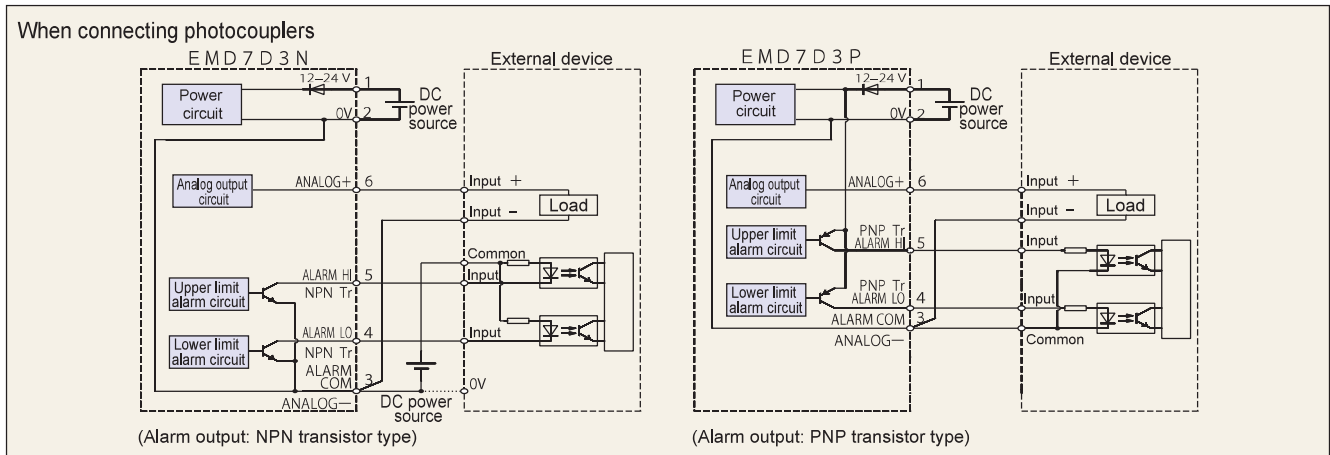 When connecting photocouplers
EMD7D3N
External device
12–24 V
1
Power
circuit
DC
power
source
0V
2
Analog output
circuit
ANALOG+
6
Input +
Load
Input −
Common
Upper limit
alarm circuit
ALARM HI
5
Input
NPN Tr
Lower limit
alarm circuit
ALARM LO
4
Input
NPN Tr
ALARM
COM
3
0V
ANALOG—
DC power
source
(Alarm output: NPN transistor type)
EMD7D3P
External device
12–24 V
1
Power
circuit
DC
power
source
0V
2
Analog output
circuit
ANALOG+
6
Input +
Load
Input −
Upper limit
alarm circuit
PNP Tr
ALARM HI
5
Input
Lower limit
alarm circuit
PNP Tr
ALARM LO
4
Input
ALARM COM
3
Common
ANALOG—
(Alarm output: PNP transistor type)